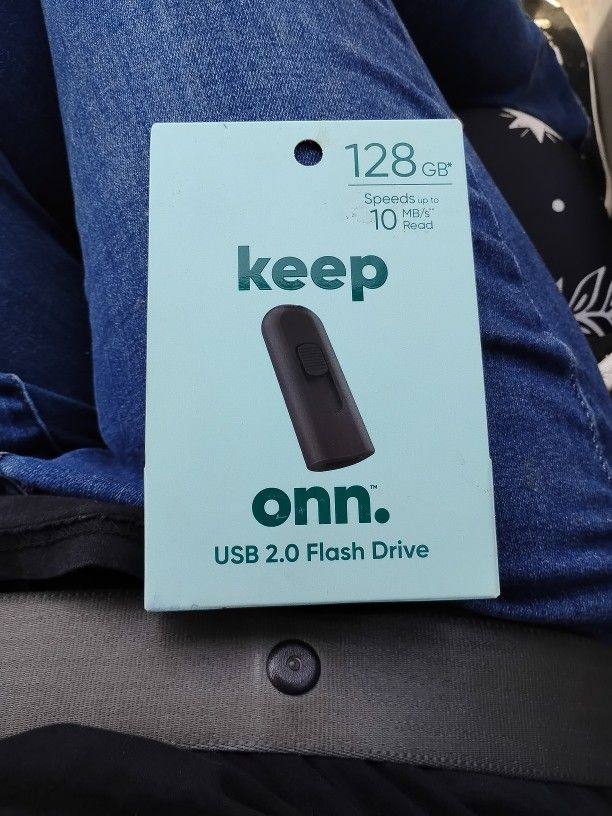 128 GB*
Speeds up to
10 MB/s** Read
keep
onn.™
USB 2.0 Flash Drive